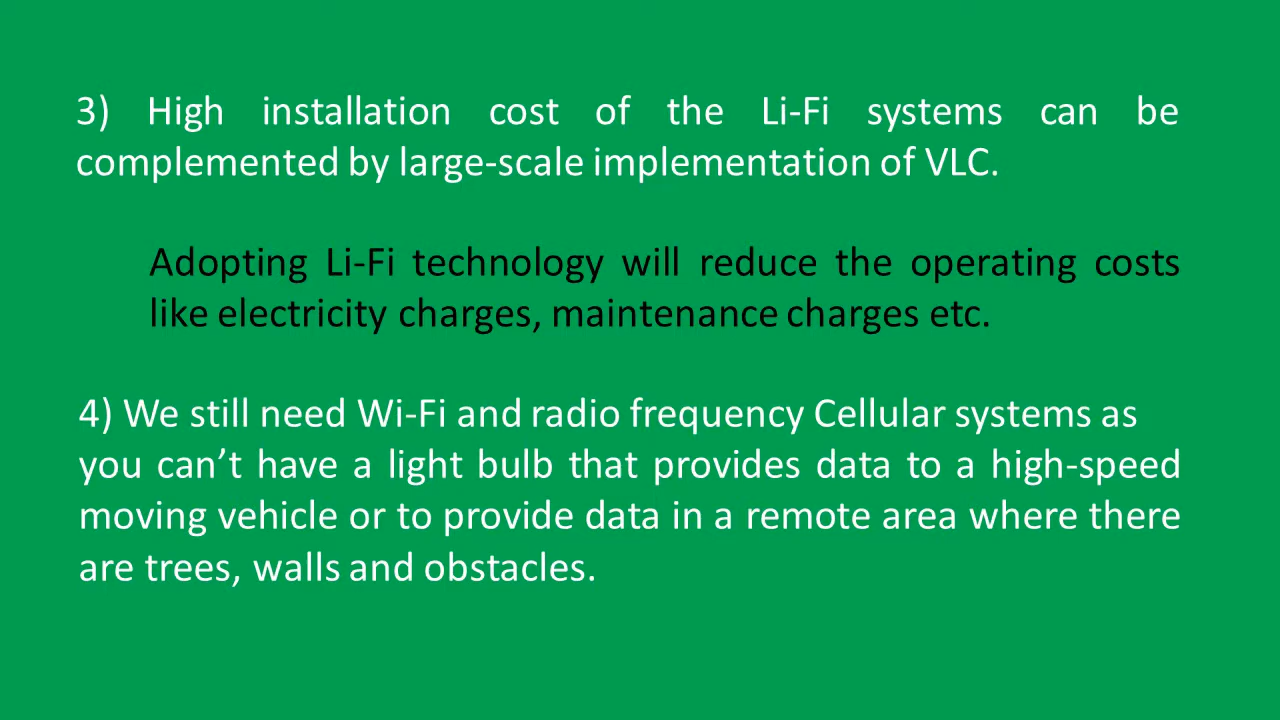 3) High installation cost of the Li-Fi systems can be
complemented by large-scale implementation of VLC.
Adopting Li-Fi technology will reduce the operating costs
like electricity charges, maintenance charges etc.
4) We still need Wi-Fi and radio frequency Cellular systems as
you can’t have a light bulb that provides data to a high-speed
moving vehicle or to provide data in a remote area where there
are trees, walls and obstacles.